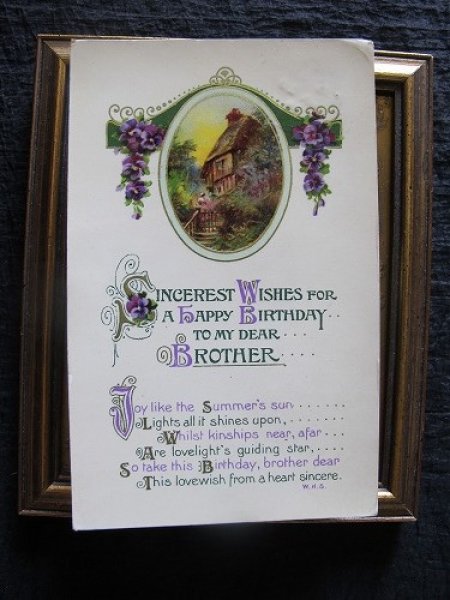 Sincerest Wishes for
a Happy Birthday . .
to my dear . . .
Brother . . . .
Joy like the Summer's sun . . . . . . .
Lights all it shines upon, . . . . . . .
Whilst kinships near, afar . . .
Are lovelight's guiding star, . . . .
So take this Birthday, brother dear
This lovewish from a heart sincere.
W.H.S.